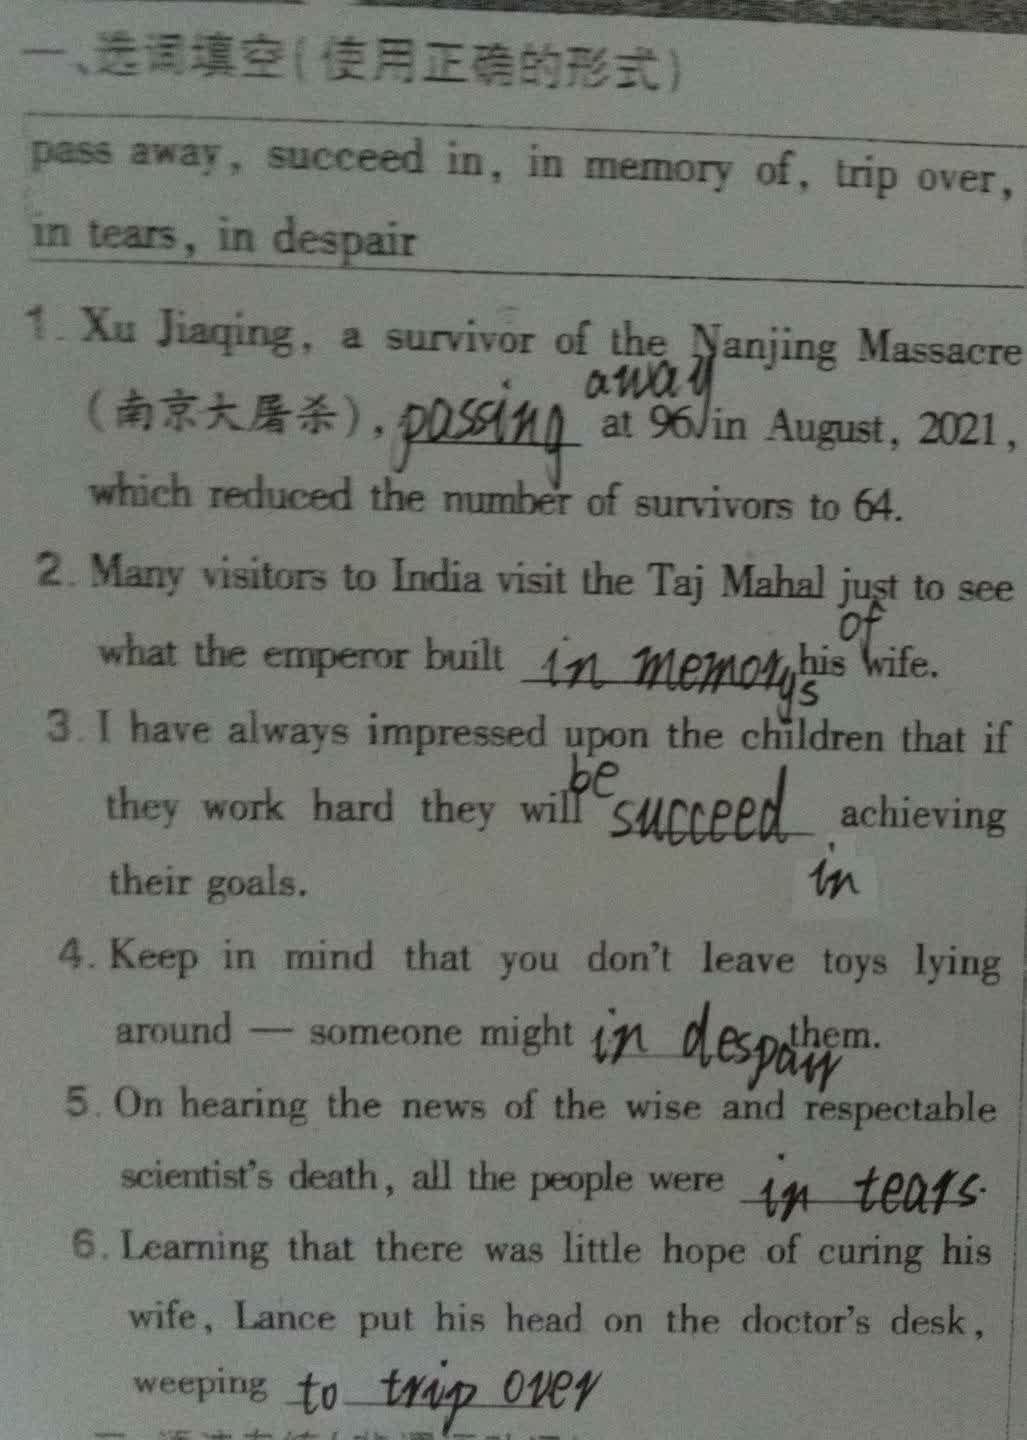 一、选词填空(使用正确的形式)
pass away, succeed in, in memory of, trip over,
in tears, in despair
1. Xu Jiaqing, a survivor of the Nanjing Massacre
away
(南京大屠杀), passing at 96 in August, 2021,
which reduced the number of survivors to 64.
2. Many visitors to India visit the Taj Mahal just to see
of
what the emperor built in memorys his wife.
3. I have always impressed upon the children that if
be
they work hard they will succeed achieving
in
their goals.
4. Keep in mind that you don't leave toys lying
around — someone might in despair them.
5. On hearing the news of the wise and respectable
scientist's death, all the people were in tears.
6. Learning that there was little hope of curing his
wife, Lance put his head on the doctor's desk,
weeping to trip over